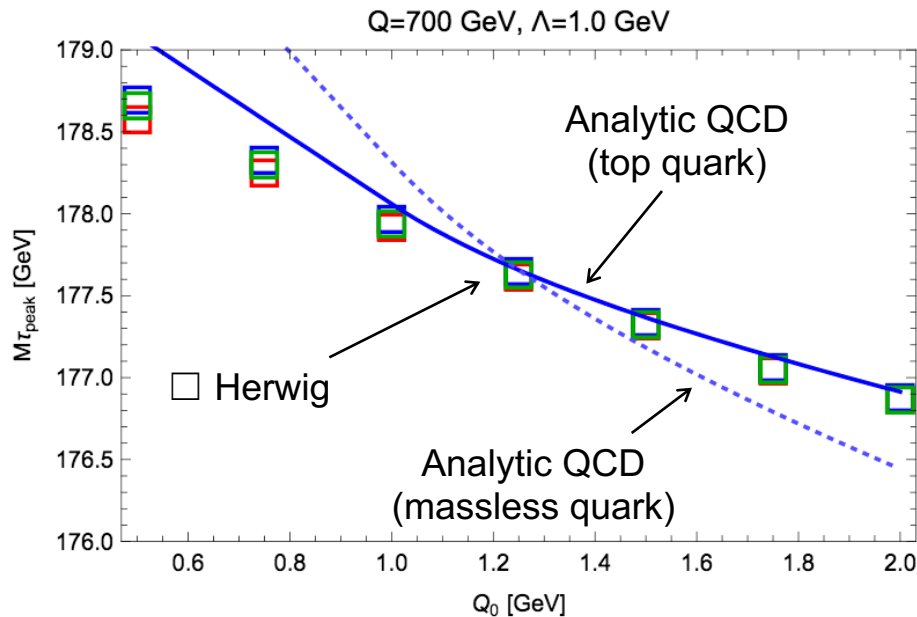 Q=700 GeV, Λ=1.0 GeV
179.0
178.5
178.0
177.5
177.0
176.5
176.0
Mτpeak [GeV]
Analytic QCD
(top quark)
□ Herwig
Analytic QCD
(massless quark)
0.6 0.8 1.0 1.2 1.4 1.6 1.8 2.0
Q0 [GeV]